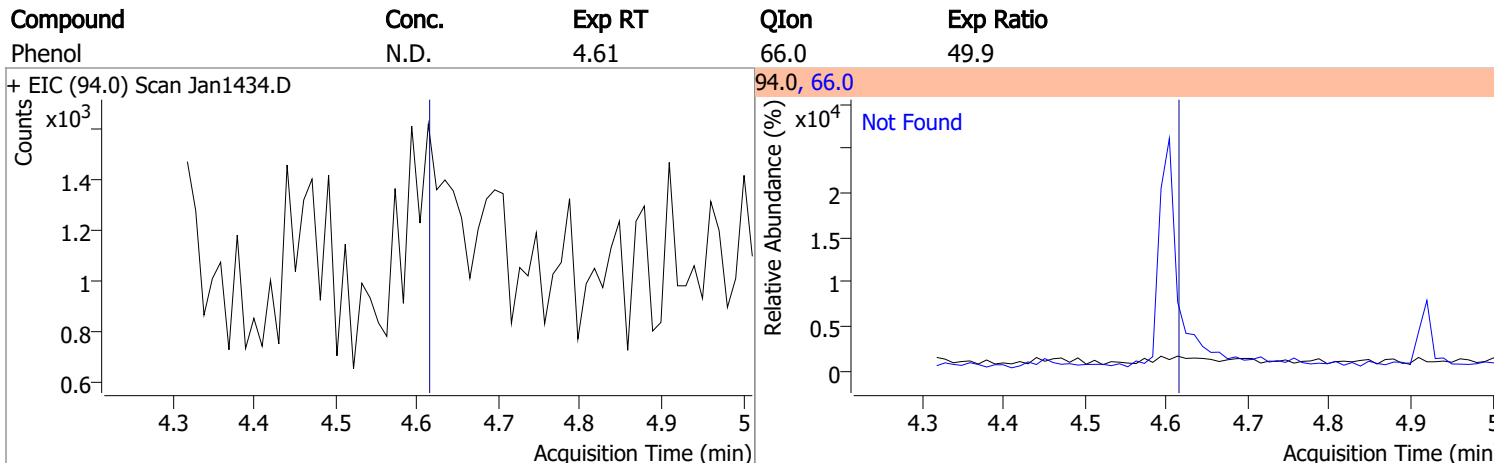 Compound Conc. Exp RT QIon Exp Ratio
Phenol N.D. 4.61 66.0 49.9
+ EIC (94.0) Scan Jan1434.D
Counts
x10³
1.4
1.2
1
0.8
0.6
4.3 4.4 4.5 4.6 4.7 4.8 4.9 5
Acquisition Time (min)
94.0, 66.0
Relative Abundance (%)
x10⁴
Not Found
2
1.5
1
0.5
0
4.3 4.4 4.5 4.6 4.7 4.8 4.9 5
Acquisition Time (min)